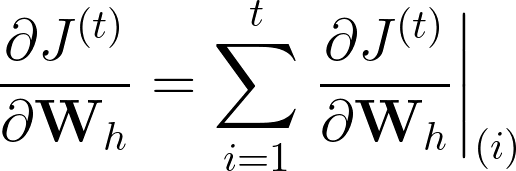 ∂J^(t)/∂𝐖_h = ∑_{i=1}^{t} ∂J^(t)/∂𝐖_h |_(i)